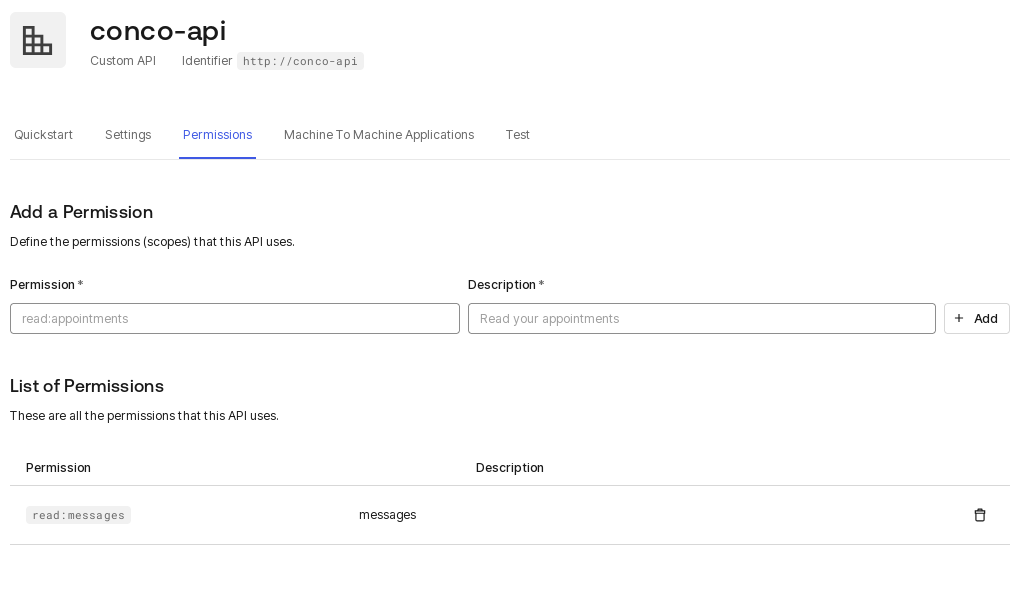 conco-api
Custom API Identifier http://conco-api
Quickstart Settings Permissions Machine To Machine Applications Test
Add a Permission
Define the permissions (scopes) that this API uses.
Permission * Description *
read:appointments Read your appointments + Add
List of Permissions
These are all the permissions that this API uses.
Permission Description
read:messages messages